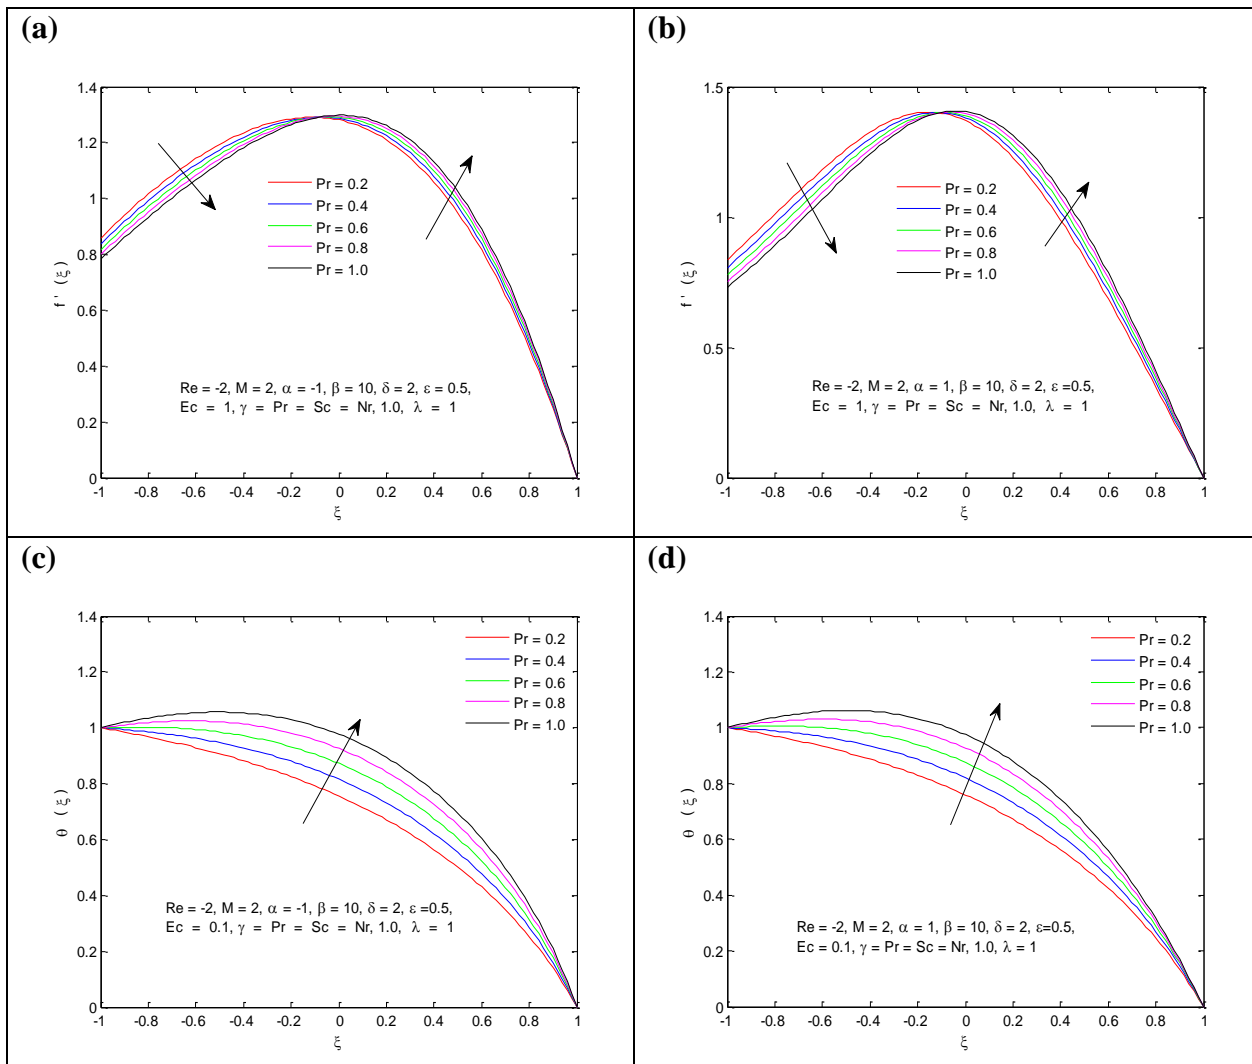 (a)
1.4
1.2
1
0.8
0.6
0.4
0.2
0
f ' ( ξ )
Pr = 0.2
Pr = 0.4
Pr = 0.6
Pr = 0.8
Pr = 1.0
Re = -2, M = 2, α = -1, β = 10, δ = 2, ε = 0.5,
Ec = 1, γ = Pr = Sc = Nr, 1.0, λ = 1
-1 -0.8 -0.6 -0.4 -0.2 0 0.2 0.4 0.6 0.8 1
ξ
(b)
1.5
1
0.5
0
f ' ( ξ )
Pr = 0.2
Pr = 0.4
Pr = 0.6
Pr = 0.8
Pr = 1.0
Re = -2, M = 2, α = 1, β = 10, δ = 2, ε =0.5,
Ec = 1, γ = Pr = Sc = Nr, 1.0, λ = 1
-1 -0.8 -0.6 -0.4 -0.2 0 0.2 0.4 0.6 0.8 1
ξ
(c)
1.4
1.2
1
0.8
0.6
0.4
0.2
0
θ ( ξ )
Pr = 0.2
Pr = 0.4
Pr = 0.6
Pr = 0.8
Pr = 1.0
Re = -2, M = 2, α = -1, β = 10, δ = 2, ε =0.5,
Ec = 0.1, γ = Pr = Sc = Nr, 1.0, λ = 1
-1 -0.8 -0.6 -0.4 -0.2 0 0.2 0.4 0.6 0.8 1
ξ
(d)
1.4
1.2
1
0.8
0.6
0.4
0.2
0
θ ( ξ )
Pr = 0.2
Pr = 0.4
Pr = 0.6
Pr = 0.8
Pr = 1.0
Re = -2, M = 2, α = 1, β = 10, δ = 2, ε=0.5,
Ec = 0.1, γ = Pr = Sc = Nr, 1.0, λ = 1
-1 -0.8 -0.6 -0.4 -0.2 0 0.2 0.4 0.6 0.8 1
ξ